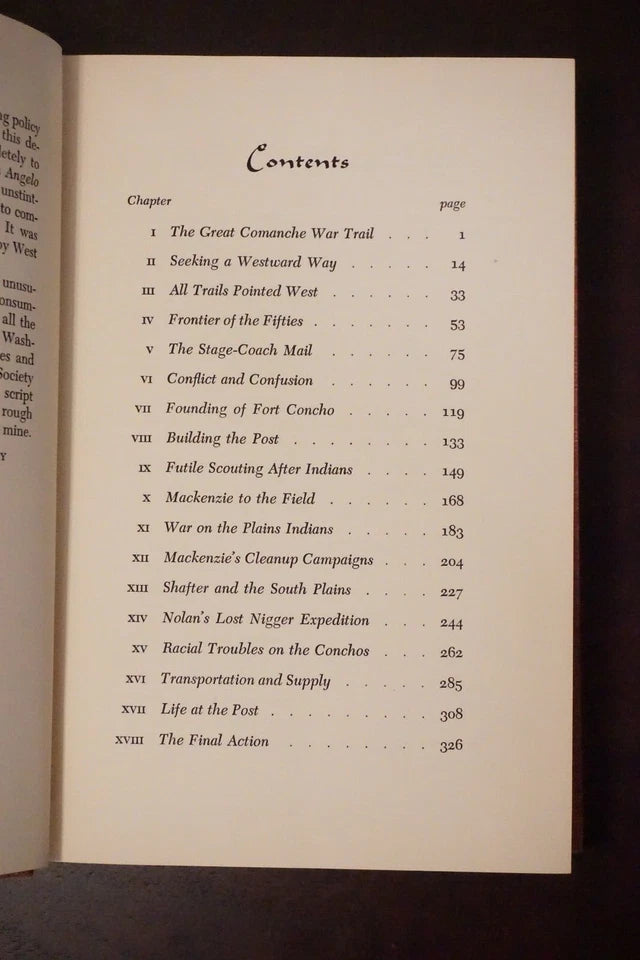 ng policy
this de-
letely to
Angelo
unstint-
to com-
It was
by West
unusu-
onsum-
all the
Wash-
es and
Society
script
rough
mine.
Y
Contents
Chapter page
I The Great Comanche War Trail . . . 1
II Seeking a Westward Way . . . . . 14
III All Trails Pointed West . . . . . . 33
IV Frontier of the Fifties . . . . . . . 53
V The Stage-Coach Mail . . . . . . 75
VI Conflict and Confusion . . . . . . 99
VII Founding of Fort Concho . . . . . 119
VIII Building the Post . . . . . . . . 133
IX Futile Scouting After Indians . . . . 149
X Mackenzie to the Field . . . . . . 168
XI War on the Plains Indians . . . . . 183
XII Mackenzie's Cleanup Campaigns . . . 204
XIII Shafter and the South Plains . . . . 227
XIV Nolan's Lost Nigger Expedition . . . 244
XV Racial Troubles on the Conchos . . . 262
XVI Transportation and Supply . . . . . 285
XVII Life at the Post . . . . . . . . . 308
XVIII The Final Action . . . . . . . . 326